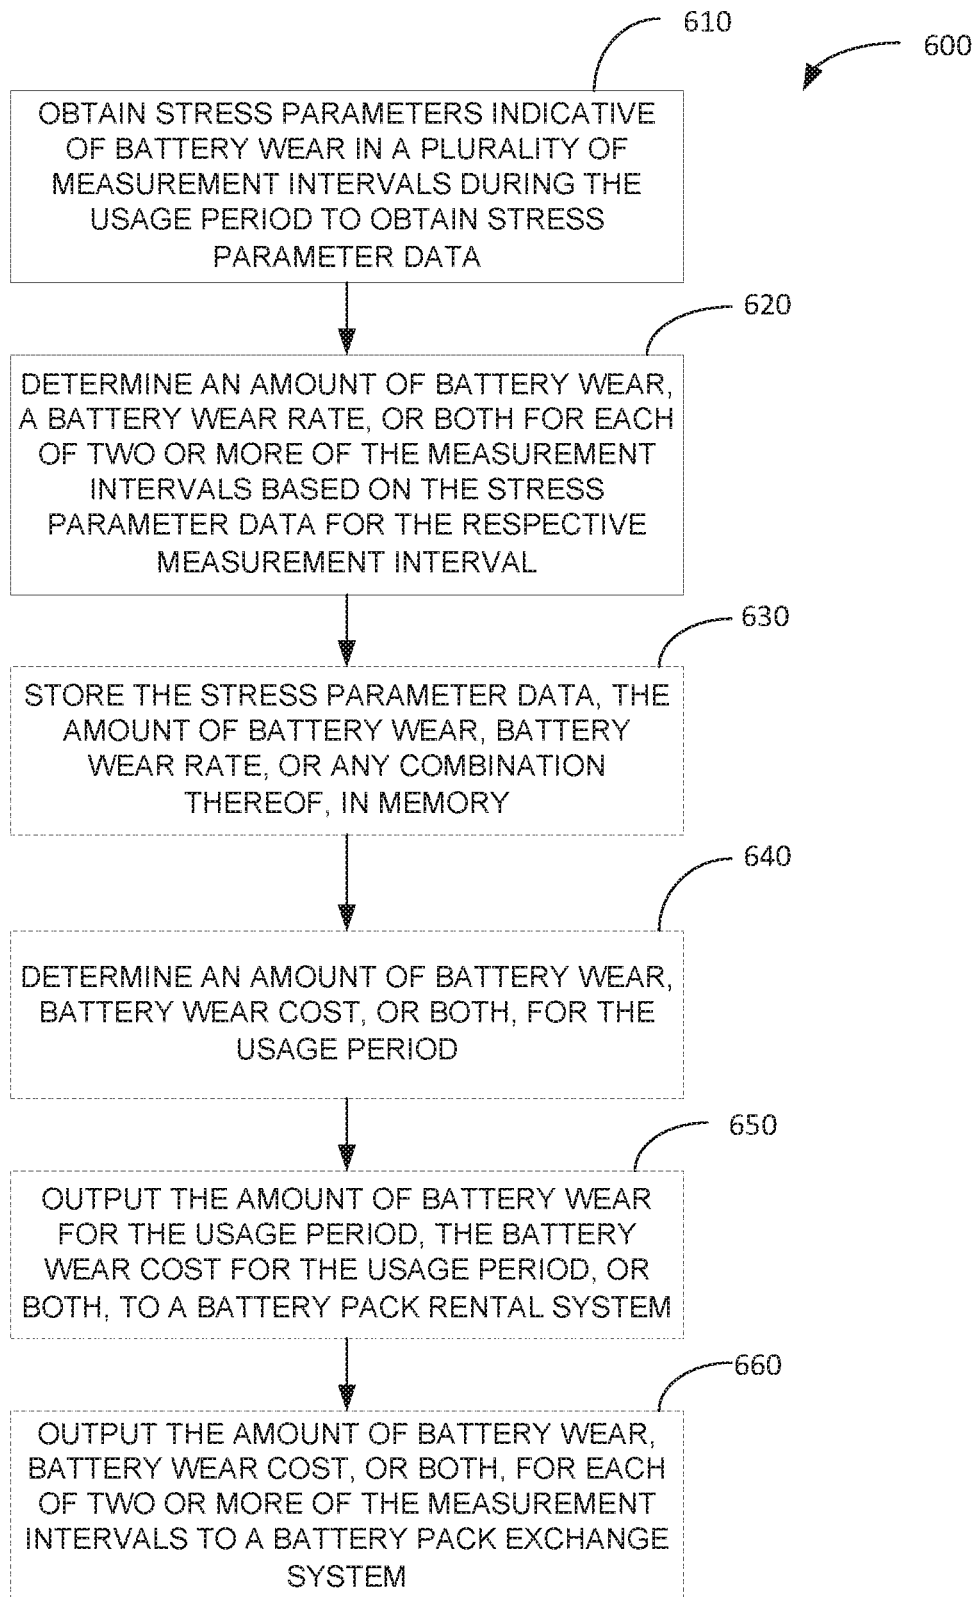 610
600
OBTAIN STRESS PARAMETERS INDICATIVE
OF BATTERY WEAR IN A PLURALITY OF
MEASUREMENT INTERVALS DURING THE
USAGE PERIOD TO OBTAIN STRESS
PARAMETER DATA
620
DETERMINE AN AMOUNT OF BATTERY WEAR,
A BATTERY WEAR RATE, OR BOTH FOR EACH
OF TWO OR MORE OF THE MEASUREMENT
INTERVALS BASED ON THE STRESS
PARAMETER DATA FOR THE RESPECTIVE
MEASUREMENT INTERVAL
630
STORE THE STRESS PARAMETER DATA, THE
AMOUNT OF BATTERY WEAR, BATTERY
WEAR RATE, OR ANY COMBINATION
THEREOF, IN MEMORY
640
DETERMINE AN AMOUNT OF BATTERY WEAR,
BATTERY WEAR COST, OR BOTH, FOR THE
USAGE PERIOD
650
OUTPUT THE AMOUNT OF BATTERY WEAR
FOR THE USAGE PERIOD, THE BATTERY
WEAR COST FOR THE USAGE PERIOD, OR
BOTH, TO A BATTERY PACK RENTAL SYSTEM
660
OUTPUT THE AMOUNT OF BATTERY WEAR,
BATTERY WEAR COST, OR BOTH, FOR EACH
OF TWO OR MORE OF THE MEASUREMENT
INTERVALS TO A BATTERY PACK EXCHANGE
SYSTEM